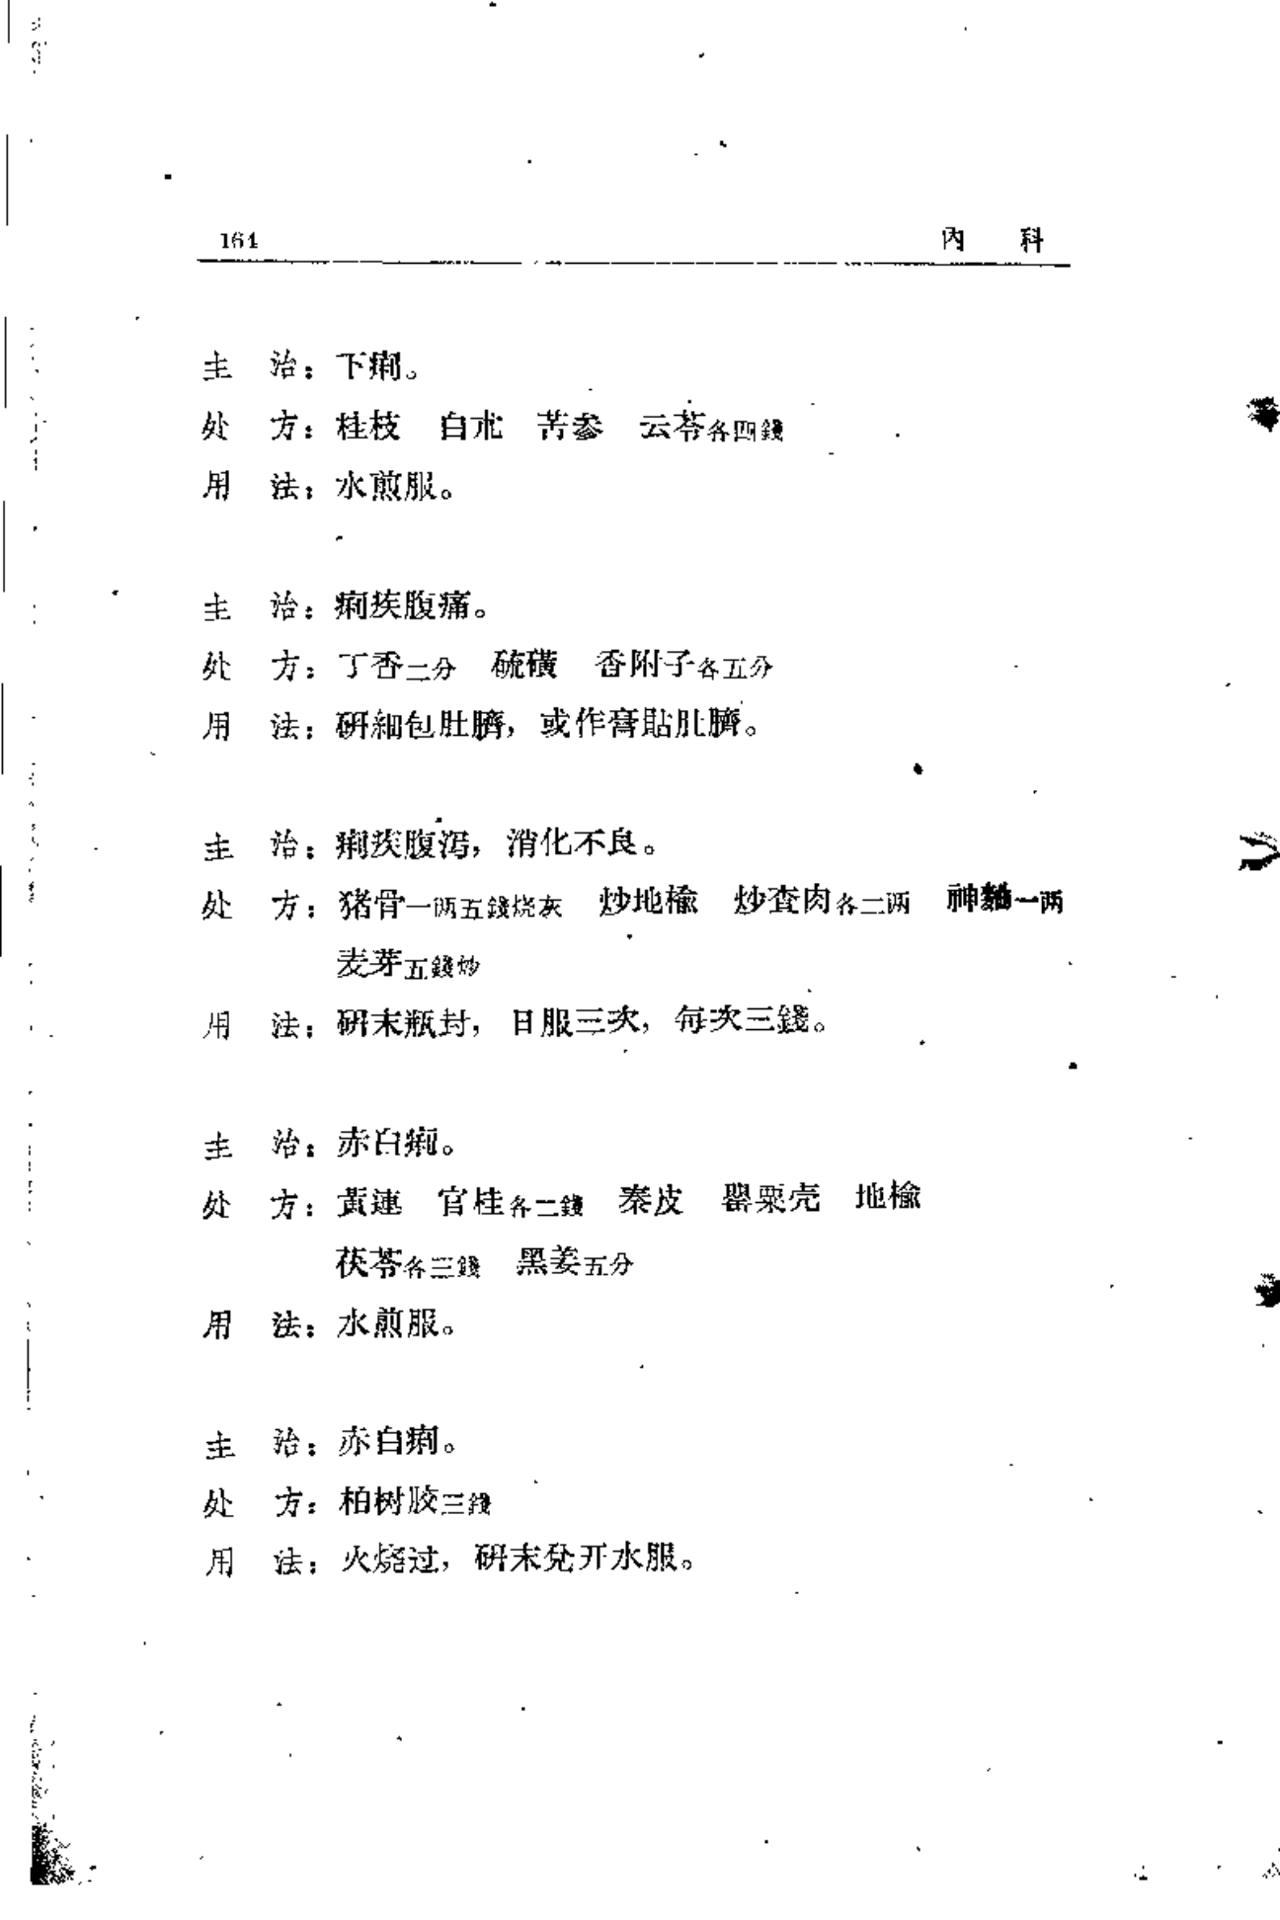 164 內 科
主 治：下痢。
处 方：桂枝 白朮 苦参 云苓各四錢
用 法：水煎服。
主 治：痢疾腹痛。
处 方：丁香二分 硫磺 香附子各五分
用 法：研細包肚臍，或作膏貼肚臍。
主 治：痢疾腹泻，消化不良。
处 方：猪骨一两五錢烧灰 炒地榆 炒查肉各二两 神麯一两
麦芽五錢炒
用 法：研末瓶封，日服三次，每次三錢。
主 治：赤白痢。
处 方：黃連 官桂各二錢 秦皮 罂粟壳 地榆
茯苓各三錢 黑姜五分
用 法：水煎服。
主 治：赤白痢。
处 方：柏树胶三錢
用 法：火烧过，研末兌开水服。